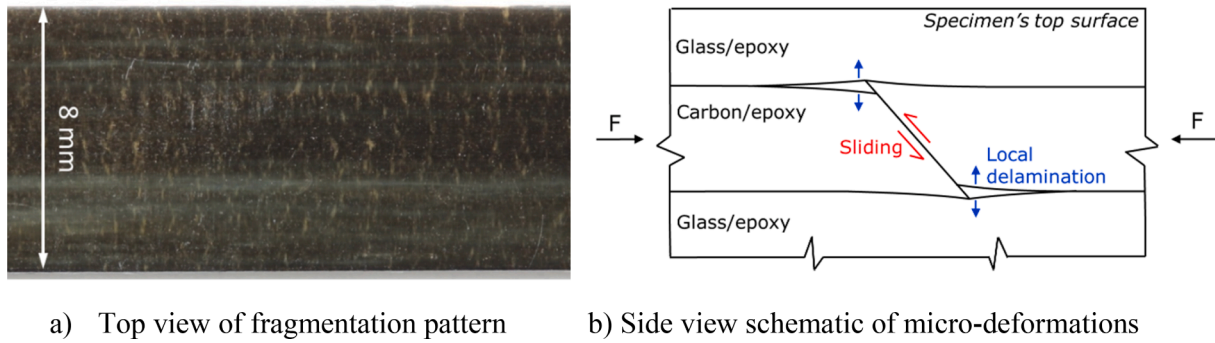 8 mm
Specimen's top surface
Glass/epoxy
Carbon/epoxy
F
F
Sliding
Local
delamination
Glass/epoxy
a) Top view of fragmentation pattern
b) Side view schematic of micro-deformations